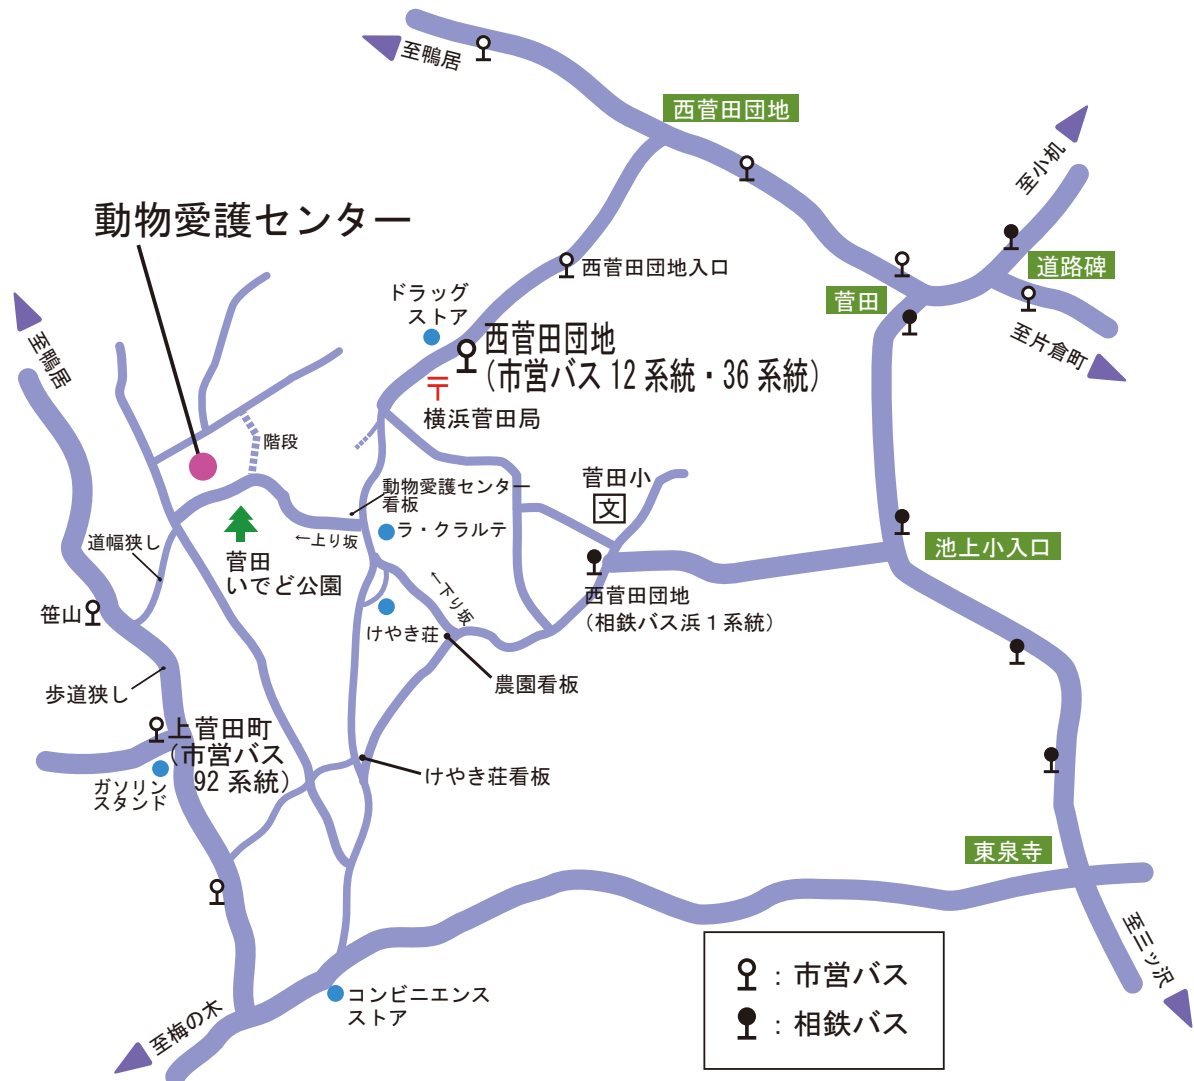 至鴨居
西菅田団地
至小机
動物愛護センター
道路碑
西菅田団地入口
菅田
ドラッグ
ストア
至鴨居
西菅田団地
(市営バス12系統・36系統)
至片倉町
〒
横浜菅田局
階段
菅田小
文
動物愛護センター
看板
ラ・クラルテ
←上り坂
道幅狭し
菅田
いでど公園
池上小入口
←下り坂
西菅田団地
(相鉄バス浜1系統)
笹山
けやき荘
農園看板
歩道狭し
上菅田町
(市営バス
92系統)
けやき荘看板
ガソリン
スタンド
東泉寺
至三ッ沢
:市営バス
:相鉄バス
コンビニエンス
ストア
至梅の木